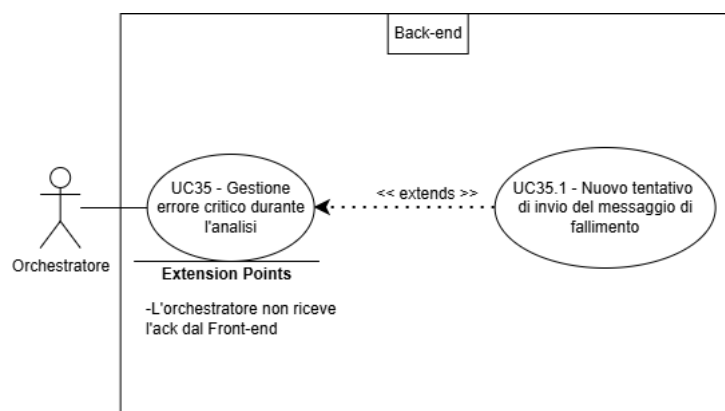 Back-end
UC35 - Gestione
errore critico durante
l'analisi
<< extends >>
UC35.1 - Nuovo tentativo
di invio del messaggio di
fallimento
Orchestratore
Extension Points
-L'orchestratore non riceve
l'ack dal Front-end